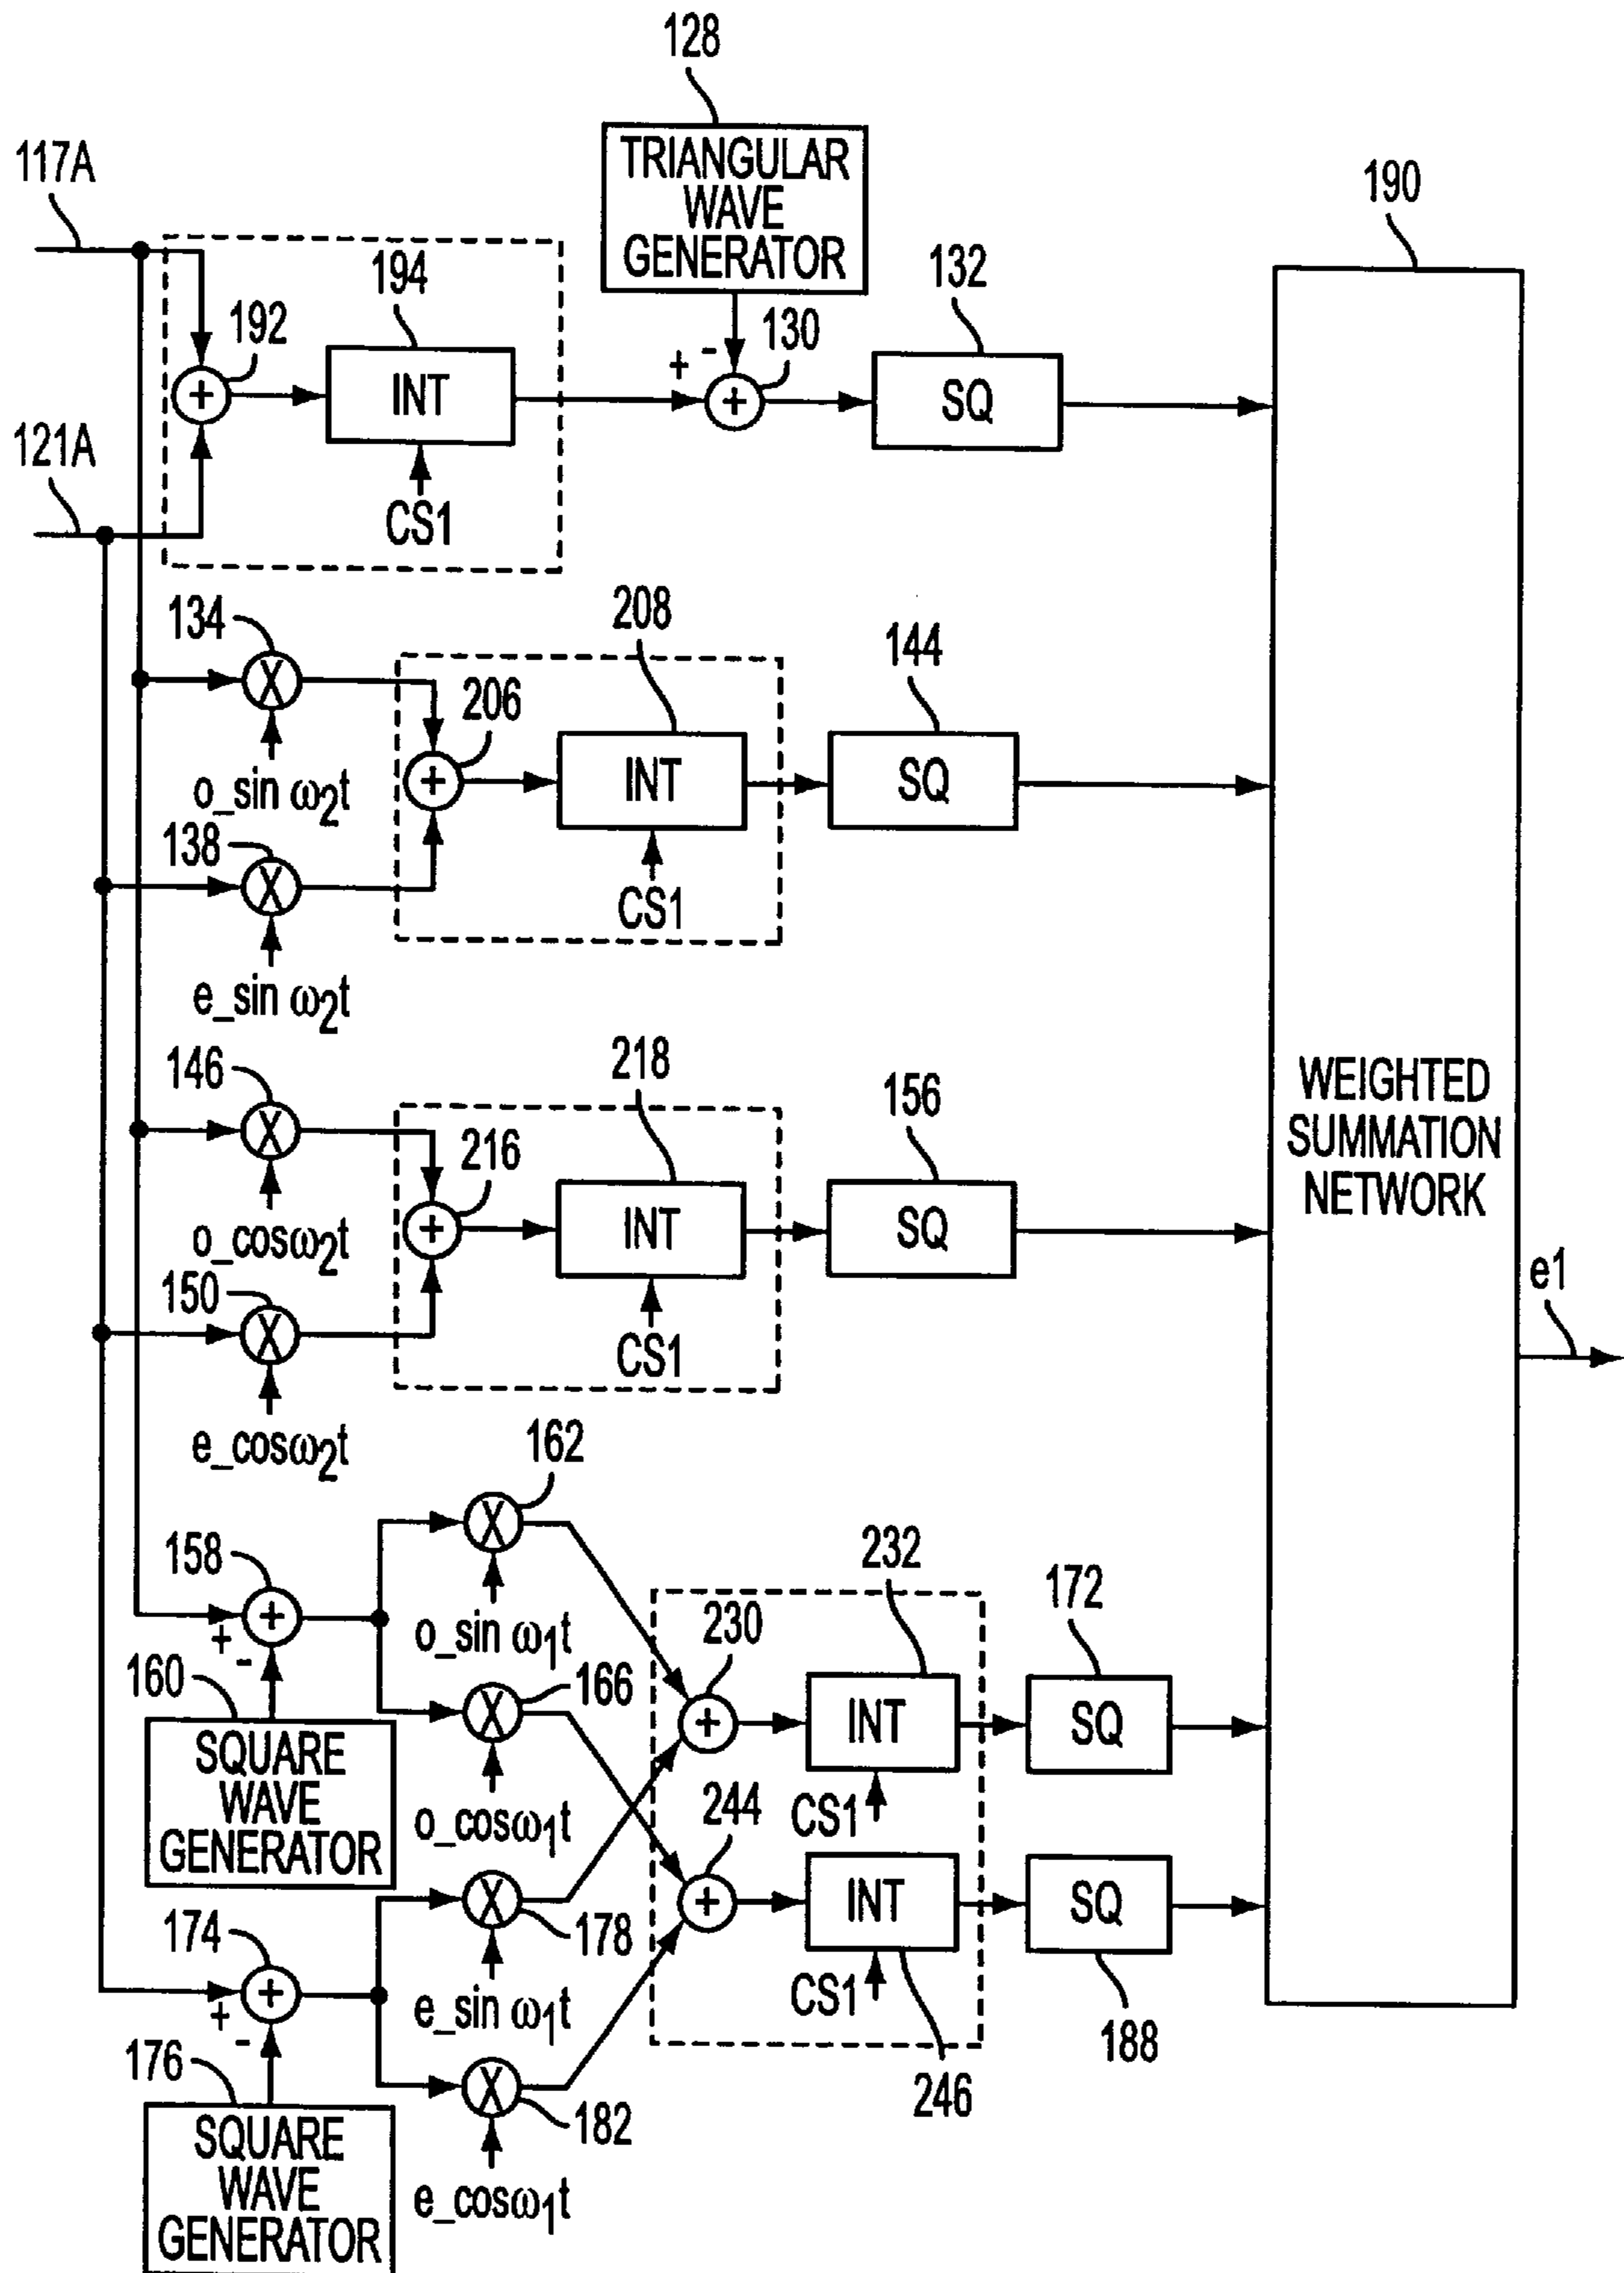 128
117A
TRIANGULAR
WAVE
GENERATOR
190
194
132
192
130
+
-
+
INT
+
SQ
121A
CS1
134
208
144
X
206
o_sin ω2t
+
INT
SQ
138
X
CS1
e_sin ω2t
146
218
156
X
216
o_cosω2t
+
INT
SQ
150
X
CS1
e_cosω2t
WEIGHTED
SUMMATION
NETWORK
e1
162
X
158
232
172
+
+
-
o_sin ω1t
230
160
166
X
+
INT
SQ
SQUARE
WAVE
GENERATOR
o_cosω1t
244
CS1
X
178
+
INT
SQ
174
+
+
-
e_sin ω1t
CS1
188
176
X
182
246
SQUARE
WAVE
GENERATOR
e_cosω1t